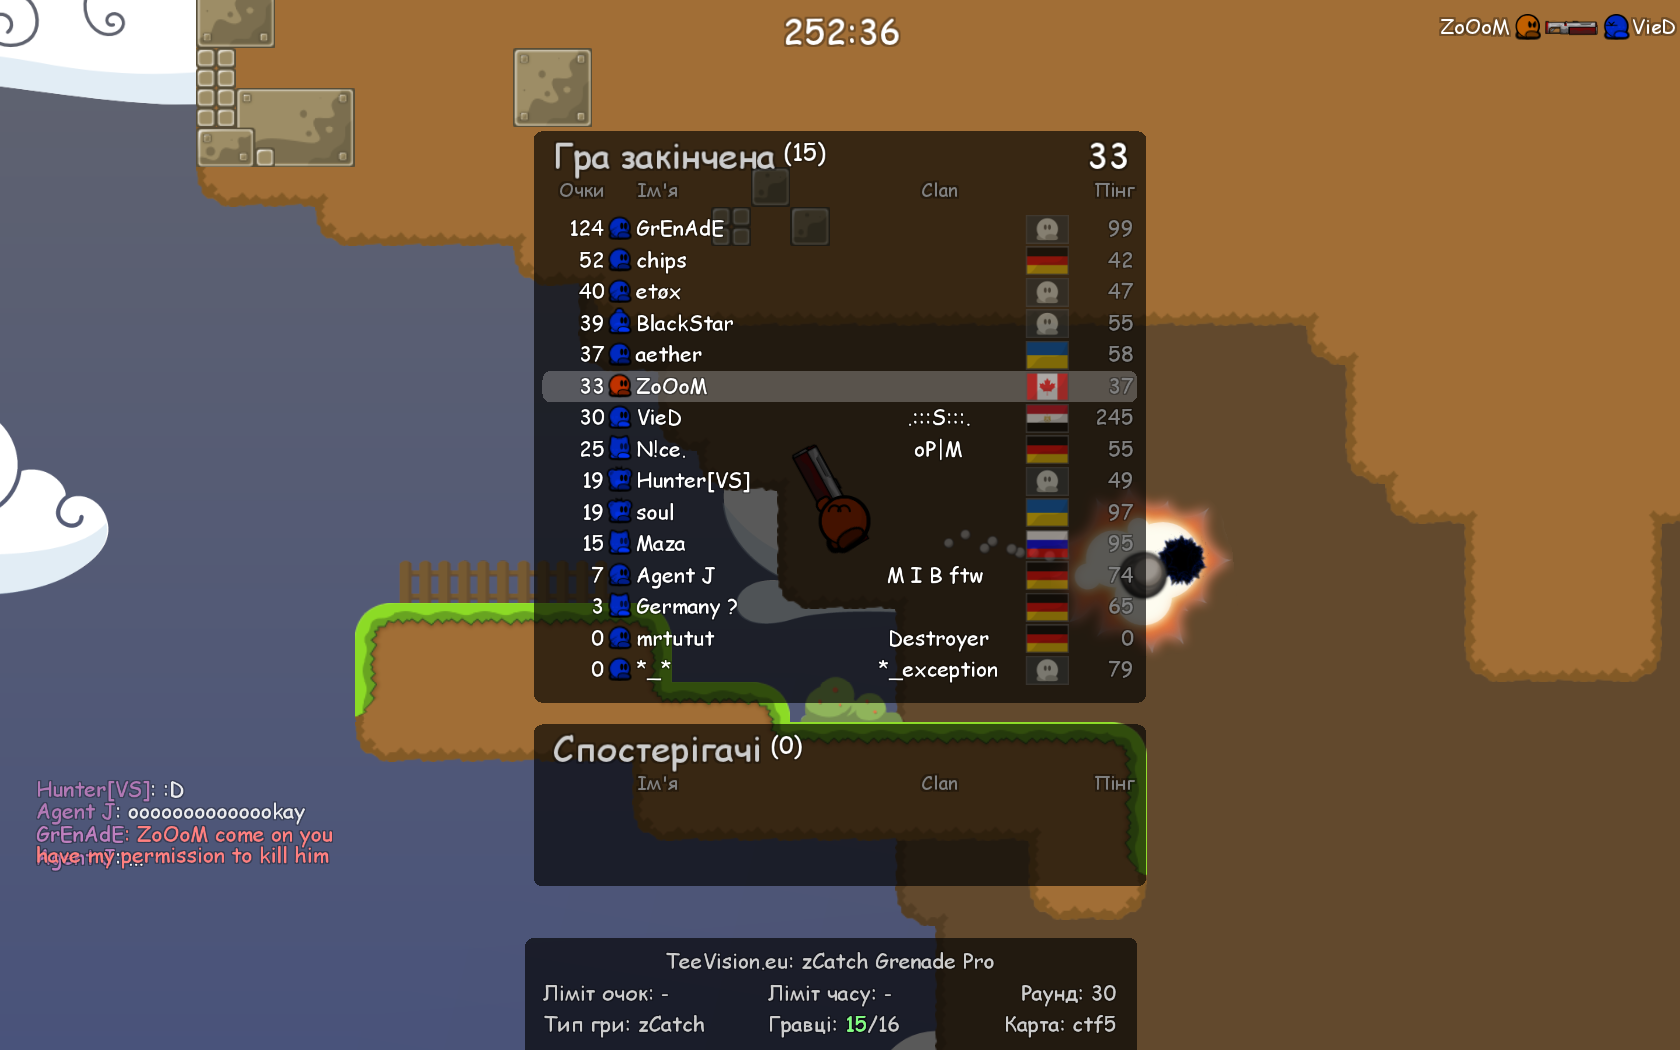 252:36
ZoOoM VieD
Гра закінчена (15) 33
Очки Ім'я Clan Пінг
124 GrEnAdE 99
52 chips 42
40 etøx 47
39 BlackStar 55
37 aether 58
33 ZoOoM 37
30 VieD .:::S:::. 245
25 N!ce. oP|M 55
19 Hunter[VS] 49
19 soul 97
15 Maza 95
7 Agent J M I B ftw 74
3 Germany ? 65
0 mrtutut Destroyer 0
0 *_* *_exception 79
Спостерігачі (0)
Ім'я Clan Пінг
Hunter[VS]: :D
Agent J: oooooooooooookay
GrEnAdE: ZoOoM come on you
have my permission to kill him
Agent J: ...
TeeVision.eu: zCatch Grenade Pro
Ліміт очок: - Ліміт часу: - Раунд: 30
Тип гри: zCatch Гравці: 15/16 Карта: ctf5